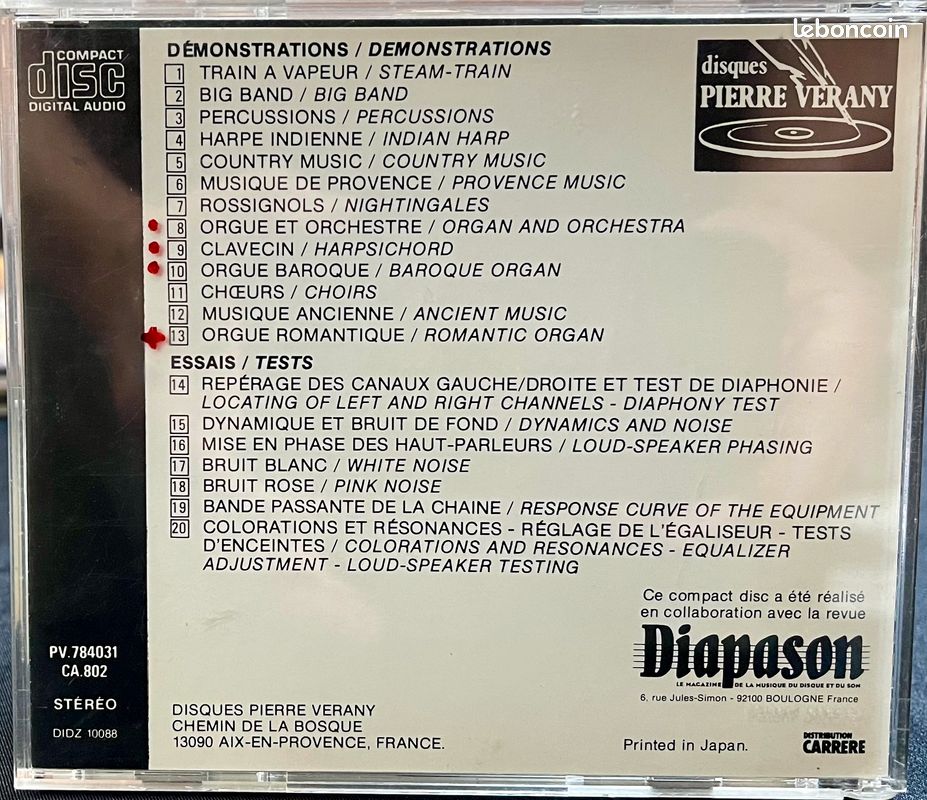 leboncoin
COMPACT
disc
DIGITAL AUDIO
DÉMONSTRATIONS / DEMONSTRATIONS
1 TRAIN A VAPEUR / STEAM-TRAIN
2 BIG BAND / BIG BAND
3 PERCUSSIONS / PERCUSSIONS
4 HARPE INDIENNE / INDIAN HARP
5 COUNTRY MUSIC / COUNTRY MUSIC
6 MUSIQUE DE PROVENCE / PROVENCE MUSIC
7 ROSSIGNOLS / NIGHTINGALES
8 ORGUE ET ORCHESTRE / ORGAN AND ORCHESTRA
9 CLAVECIN / HARPSICHORD
10 ORGUE BAROQUE / BAROQUE ORGAN
11 CHŒURS / CHOIRS
12 MUSIQUE ANCIENNE / ANCIENT MUSIC
13 ORGUE ROMANTIQUE / ROMANTIC ORGAN
disques
PIERRE VERANY
ESSAIS / TESTS
14 REPÉRAGE DES CANAUX GAUCHE/DROITE ET TEST DE DIAPHONIE /
LOCATING OF LEFT AND RIGHT CHANNELS - DIAPHONY TEST
15 DYNAMIQUE ET BRUIT DE FOND / DYNAMICS AND NOISE
16 MISE EN PHASE DES HAUT-PARLEURS / LOUD-SPEAKER PHASING
17 BRUIT BLANC / WHITE NOISE
18 BRUIT ROSE / PINK NOISE
19 BANDE PASSANTE DE LA CHAINE / RESPONSE CURVE OF THE EQUIPMENT
20 COLORATIONS ET RÉSONANCES - RÉGLAGE DE L'ÉGALISEUR - TESTS
D'ENCEINTES / COLORATIONS AND RESONANCES - EQUALIZER
ADJUSTMENT - LOUD-SPEAKER TESTING
Ce compact disc a été réalisé
en collaboration avec la revue
Diapason
LE MAGAZINE DE LA MUSIQUE DU DISQUE ET DU SON
6, rue Jules-Simon - 92100 BOULOGNE France
PV.784031
CA.802
STÉRÉO
DIDZ 10088
DISQUES PIERRE VERANY
CHEMIN DE LA BOSQUE
13090 AIX-EN-PROVENCE, FRANCE.
Printed in Japan.
DISTRIBUTION
CARRERE